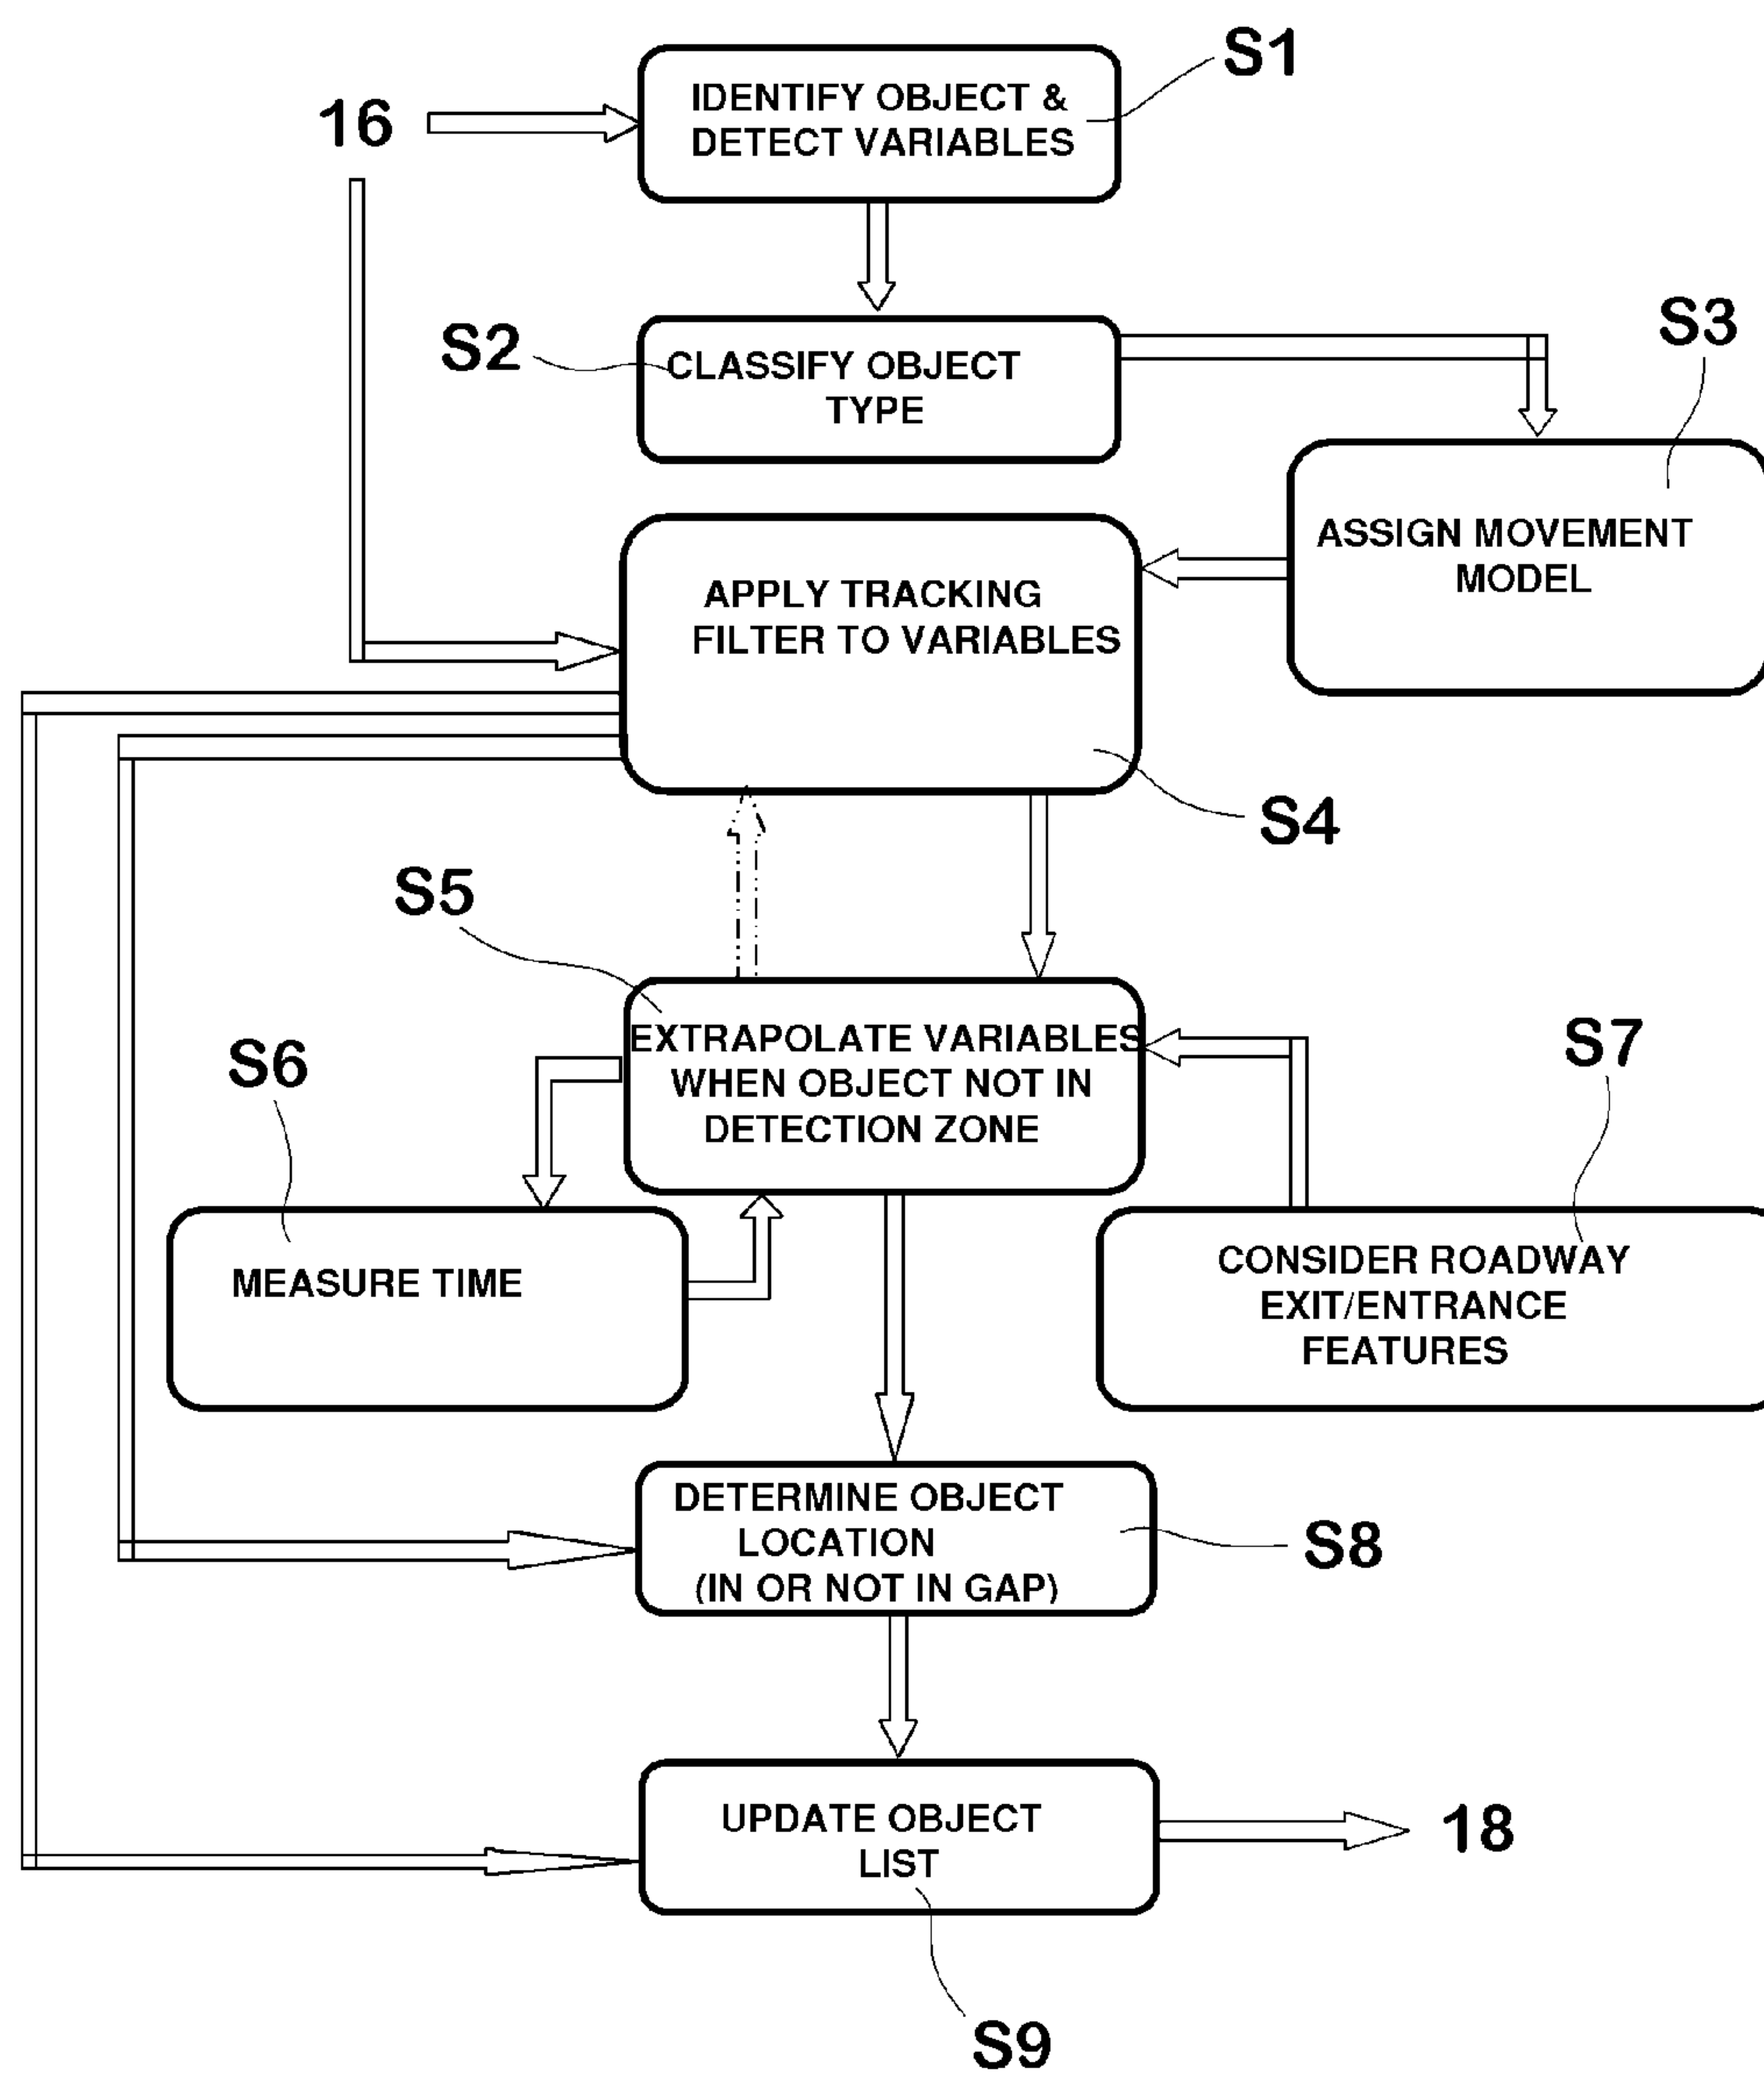 S1
IDENTIFY OBJECT &
DETECT VARIABLES
16
S2
CLASSIFY OBJECT
TYPE
S3
ASSIGN MOVEMENT
MODEL
APPLY TRACKING
FILTER TO VARIABLES
S4
S5
EXTRAPOLATE VARIABLES
WHEN OBJECT NOT IN
DETECTION ZONE
S6
S7
MEASURE TIME
CONSIDER ROADWAY
EXIT/ENTRANCE
FEATURES
DETERMINE OBJECT
LOCATION
(IN OR NOT IN GAP)
S8
UPDATE OBJECT
LIST
18
S9